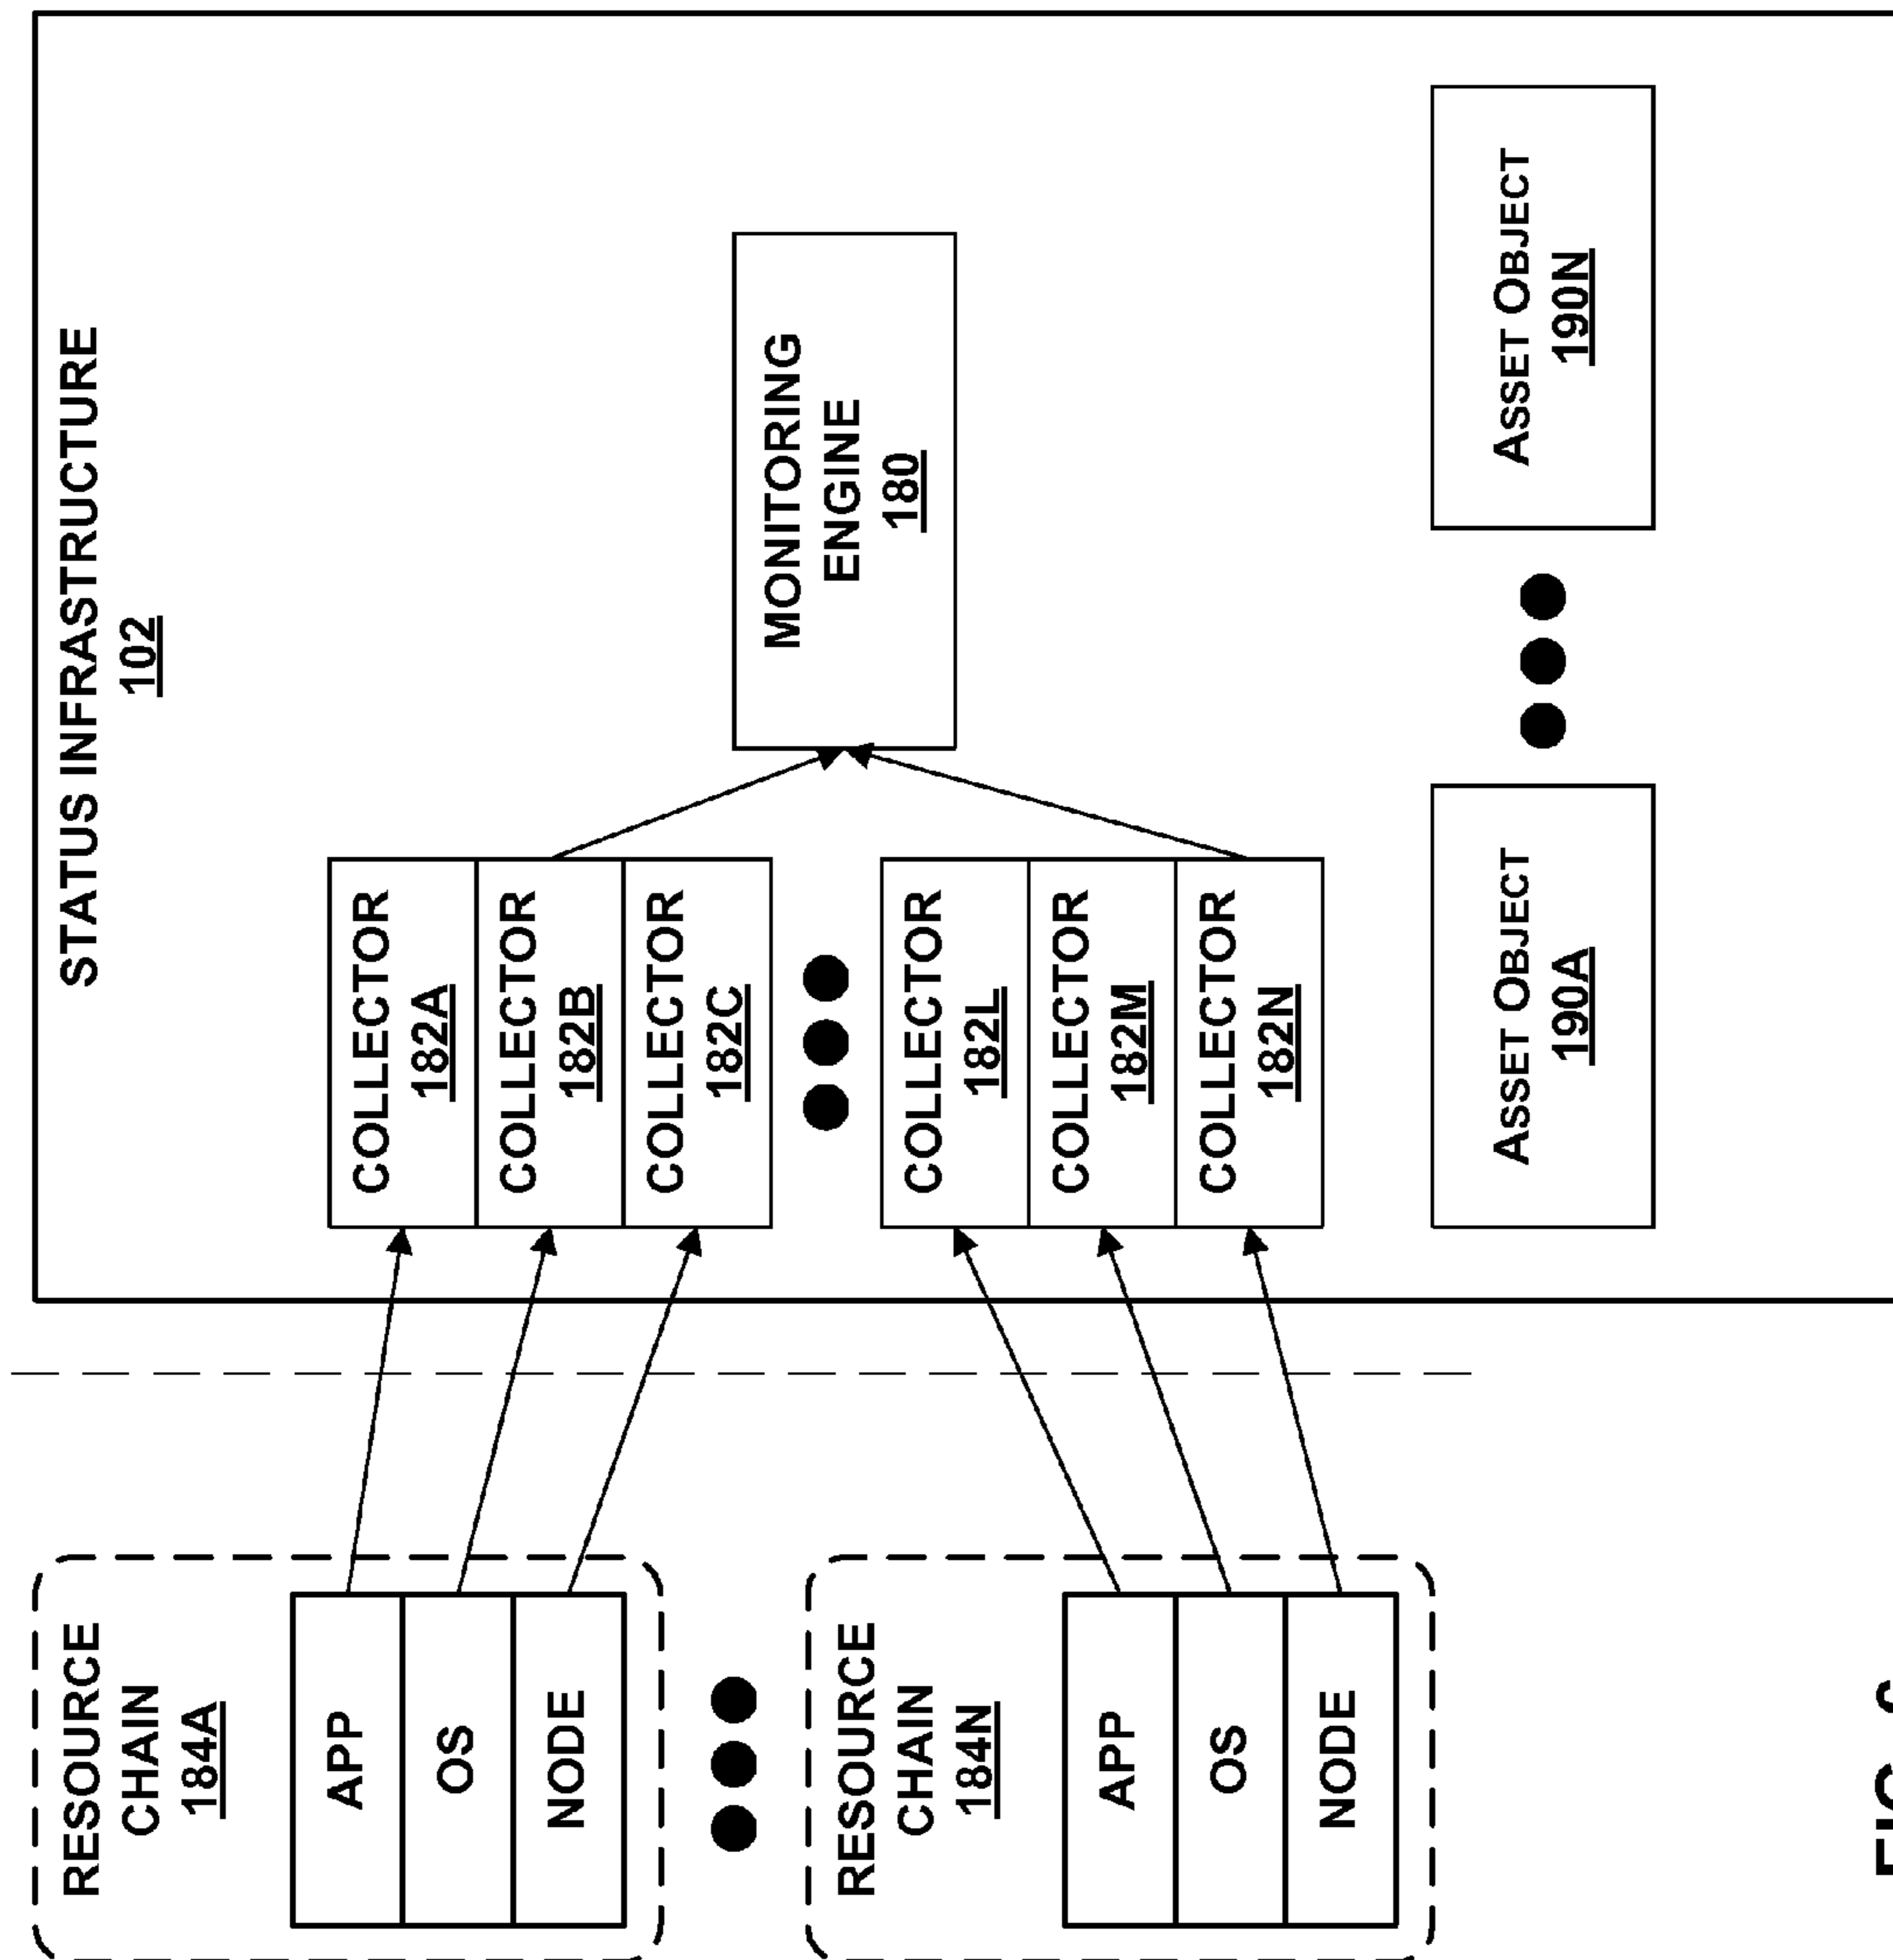 STATUS INFRASTRUCTURE
102
RESOURCE
CHAIN
184A
APP
OS
NODE
RESOURCE
CHAIN
184N
APP
OS
NODE
COLLECTOR
182A
COLLECTOR
182B
COLLECTOR
182C
COLLECTOR
182L
COLLECTOR
182M
COLLECTOR
182N
MONITORING
ENGINE
180
ASSET OBJECT
190A
ASSET OBJECT
190N